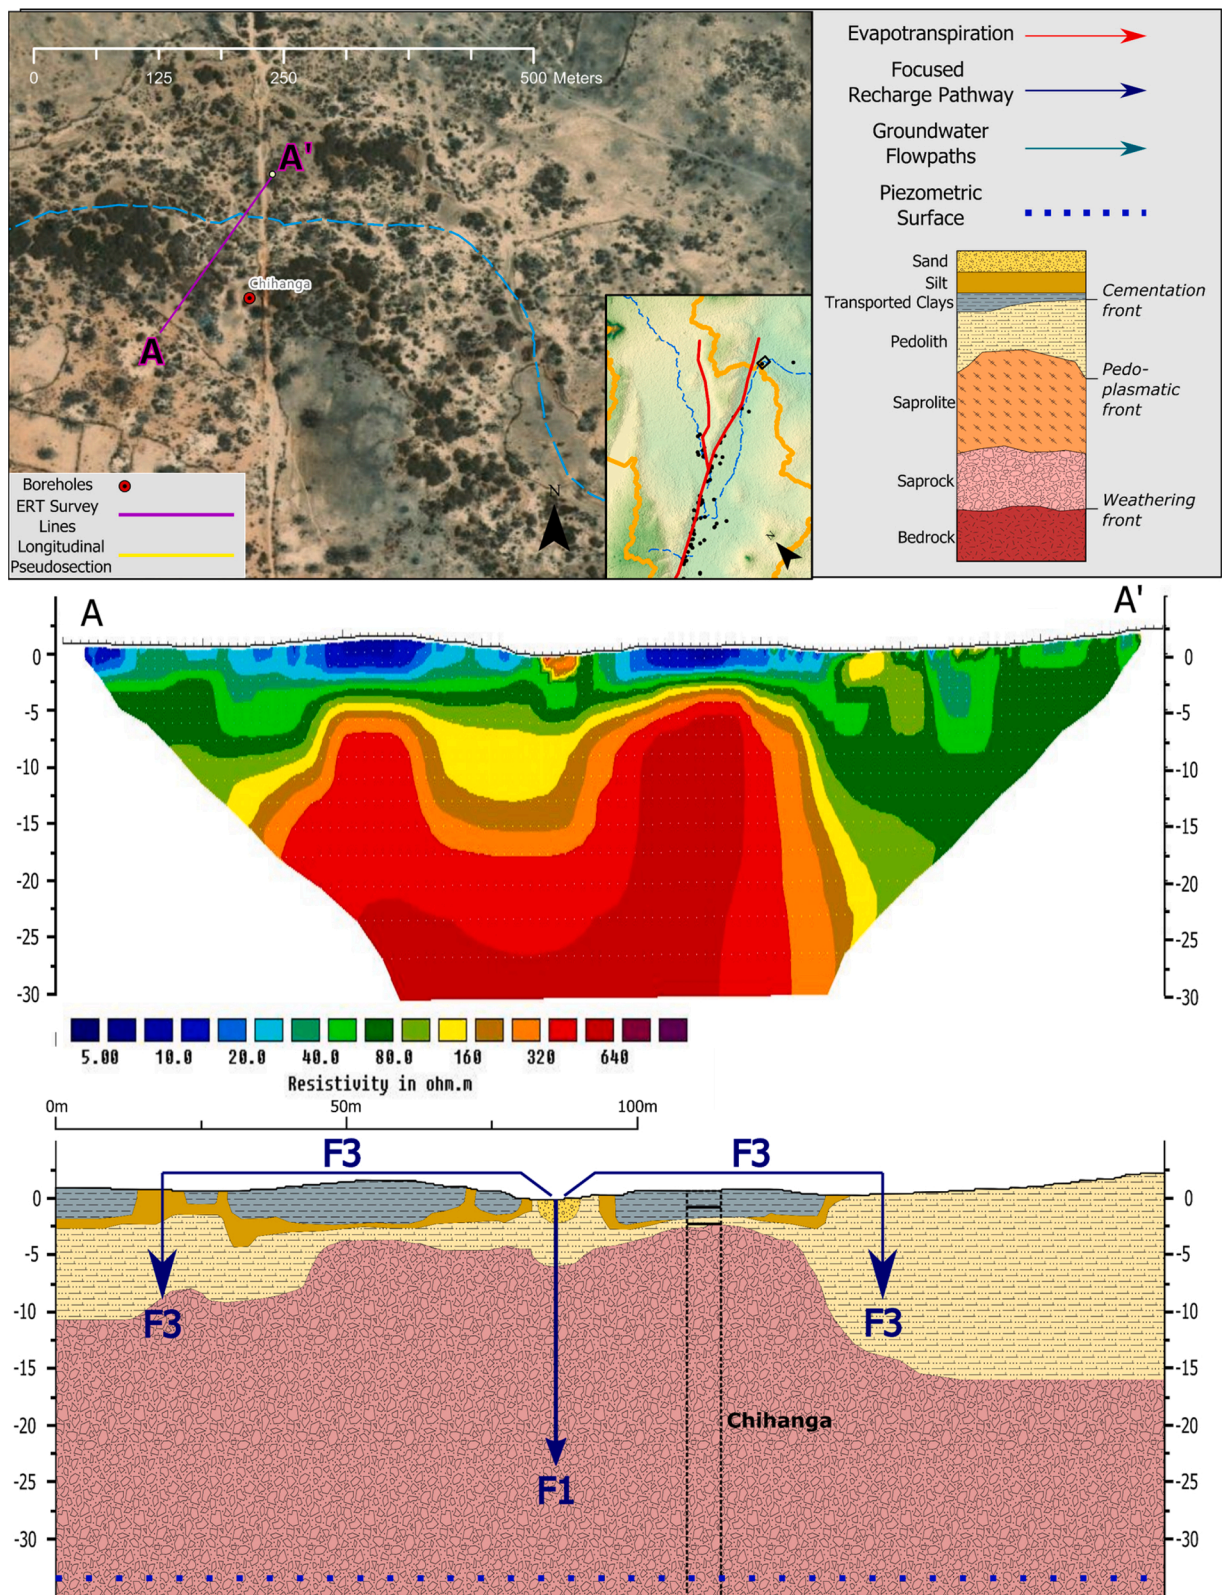 0
125
250
500 Meters
A'
Chihanga
A
N
N
Boreholes
ERT Survey
Lines
Longitudinal
Pseudosection
Evapotranspiration
Focused
Recharge Pathway
Groundwater
Flowpaths
Piezometric
Surface
Sand
Silt
Transported Clays
Pedolith
Saprolite
Saprock
Bedrock
Cementation
front
Pedo-
plasmatic
front
Weathering
front
A
A'
0
-5
-10
-15
-20
-25
-30
0
-5
-10
-15
-20
-25
-30
5.00 10.0 20.0 40.0 80.0 160 320 640
Resistivity in ohm.m
0m 50m 100m
F3 F3
0
-5
-10
-15
-20
-25
-30
0
-5
-10
-15
-20
-25
-30
F3 F3
Chihanga
F1